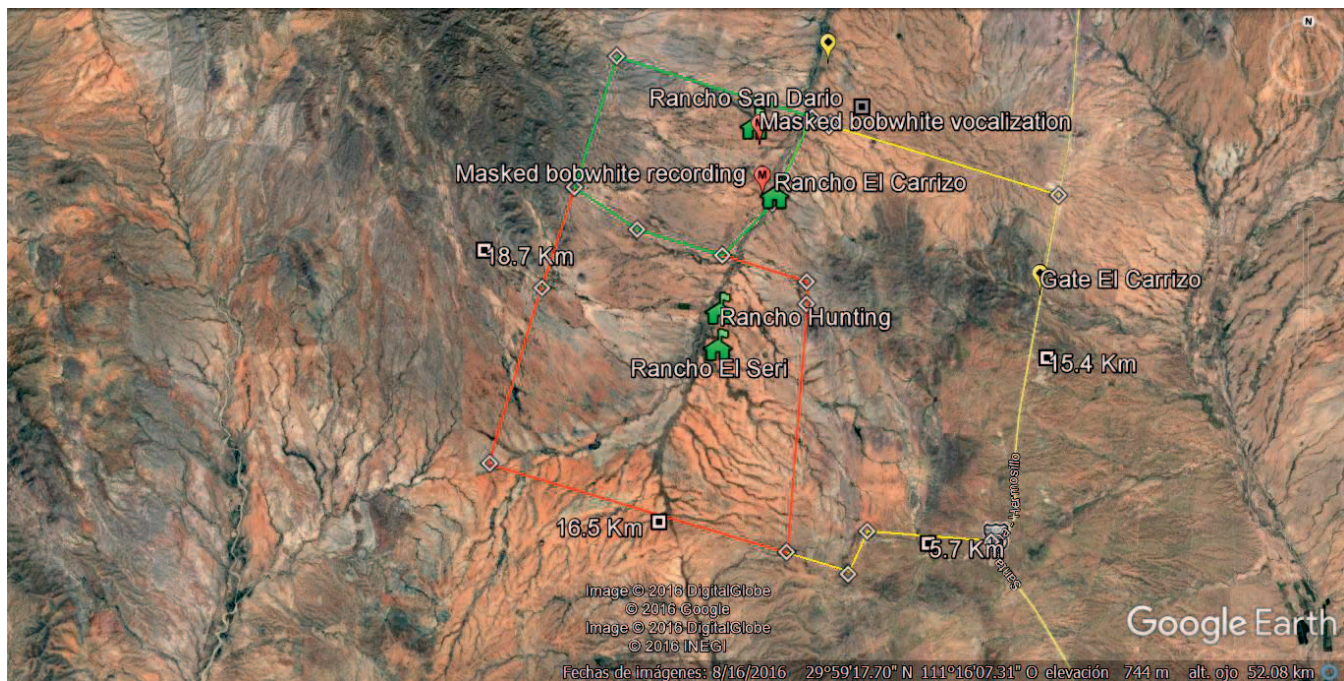 N
Rancho San Dario
Masked bobwhite vocalization
Masked bobwhite recording
M
Rancho El Carrizo
18.7 Km
Gate El Carrizo
Rancho Hunting
15.4 Km
Rancho El Seri
Hermosillo
16.5 Km
5.7 Km
Image © 2016 DigitalGlobe
© 2016 Google
Image © 2016 DigitalGlobe
© 2016 INEGI
Google Earth
Fechas de imágenes: 8/16/2016 29°59'17.70" N 111°16'07.31" O elevación 744 m alt. ojo 52.08 km